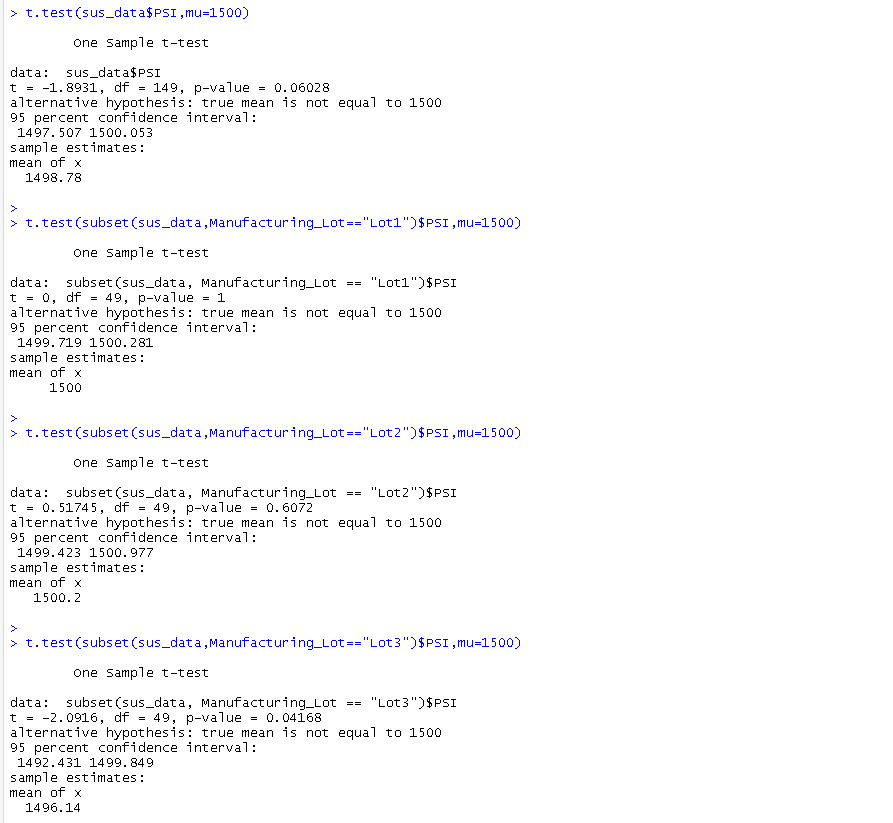 > t.test(sus_data$PSI,mu=1500)
One Sample t-test
data:  sus_data$PSI
t = -1.8931, df = 149, p-value = 0.06028
alternative hypothesis: true mean is not equal to 1500
95 percent confidence interval:
1497.507 1500.053
sample estimates:
mean of x
1498.78
>
> t.test(subset(sus_data,Manufacturing_Lot=="Lot1")$PSI,mu=1500)
One Sample t-test
data:  subset(sus_data, Manufacturing_Lot == "Lot1")$PSI
t = 0, df = 49, p-value = 1
alternative hypothesis: true mean is not equal to 1500
95 percent confidence interval:
1499.719 1500.281
sample estimates:
mean of x
1500
>
> t.test(subset(sus_data,Manufacturing_Lot=="Lot2")$PSI,mu=1500)
One Sample t-test
data:  subset(sus_data, Manufacturing_Lot == "Lot2")$PSI
t = 0.51745, df = 49, p-value = 0.6072
alternative hypothesis: true mean is not equal to 1500
95 percent confidence interval:
1499.423 1500.977
sample estimates:
mean of x
1500.2
>
> t.test(subset(sus_data,Manufacturing_Lot=="Lot3")$PSI,mu=1500)
One Sample t-test
data:  subset(sus_data, Manufacturing_Lot == "Lot3")$PSI
t = -2.0916, df = 49, p-value = 0.04168
alternative hypothesis: true mean is not equal to 1500
95 percent confidence interval:
1492.431 1499.849
sample estimates:
mean of x
1496.14